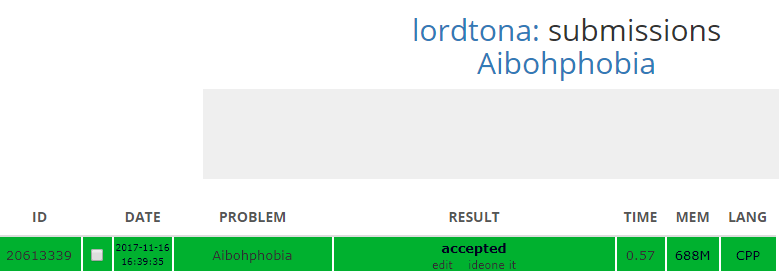 lordtona: submissions
Aibohphobia
ID DATE PROBLEM RESULT TIME MEM LANG
20613339 2017-11-16 16:39:35 Aibohphobia accepted 0.57 688M CPP
edit ideone it